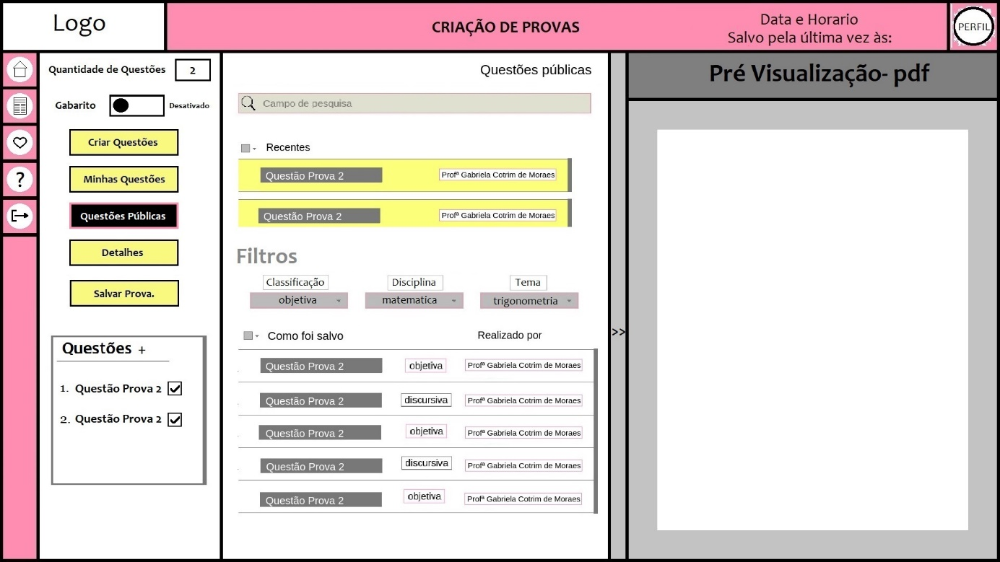 Logo
CRIAÇÃO DE PROVAS
Data e Horario
Salvo pela última vez às:
PERFIL
Quantidade de Questões 2
Gabarito Desativado
Criar Questões
Minhas Questões
Questões Públicas
Detalhes
Salvar Prova.
Questões +
1. Questão Prova 2
2. Questão Prova 2
Questões públicas
Campo de pesquisa
Recentes
Questão Prova 2 Profª Gabriela Cotrim de Moraes
Questão Prova 2 Profª Gabriela Cotrim de Moraes
Filtros
Classificação Disciplina Tema
objetiva matematica trigonometria
Como foi salvo Realizado por
Questão Prova 2 objetiva Profª Gabriela Cotrim de Moraes
Questão Prova 2 discursiva Profª Gabriela Cotrim de Moraes
Questão Prova 2 objetiva Profª Gabriela Cotrim de Moraes
Questão Prova 2 discursiva Profª Gabriela Cotrim de Moraes
Questão Prova 2 objetiva Profª Gabriela Cotrim de Moraes
>>
Pré Visualização- pdf
?